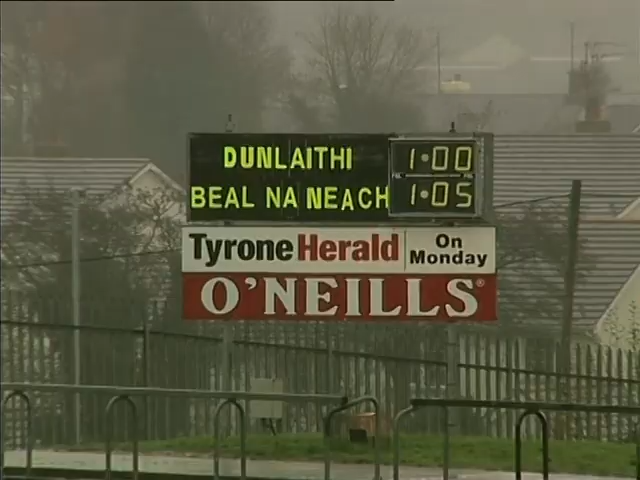 DUNLAITHI 1·00
BEAL NA NEACH 1·05
Tyrone Herald On Monday
O'NEILLS®